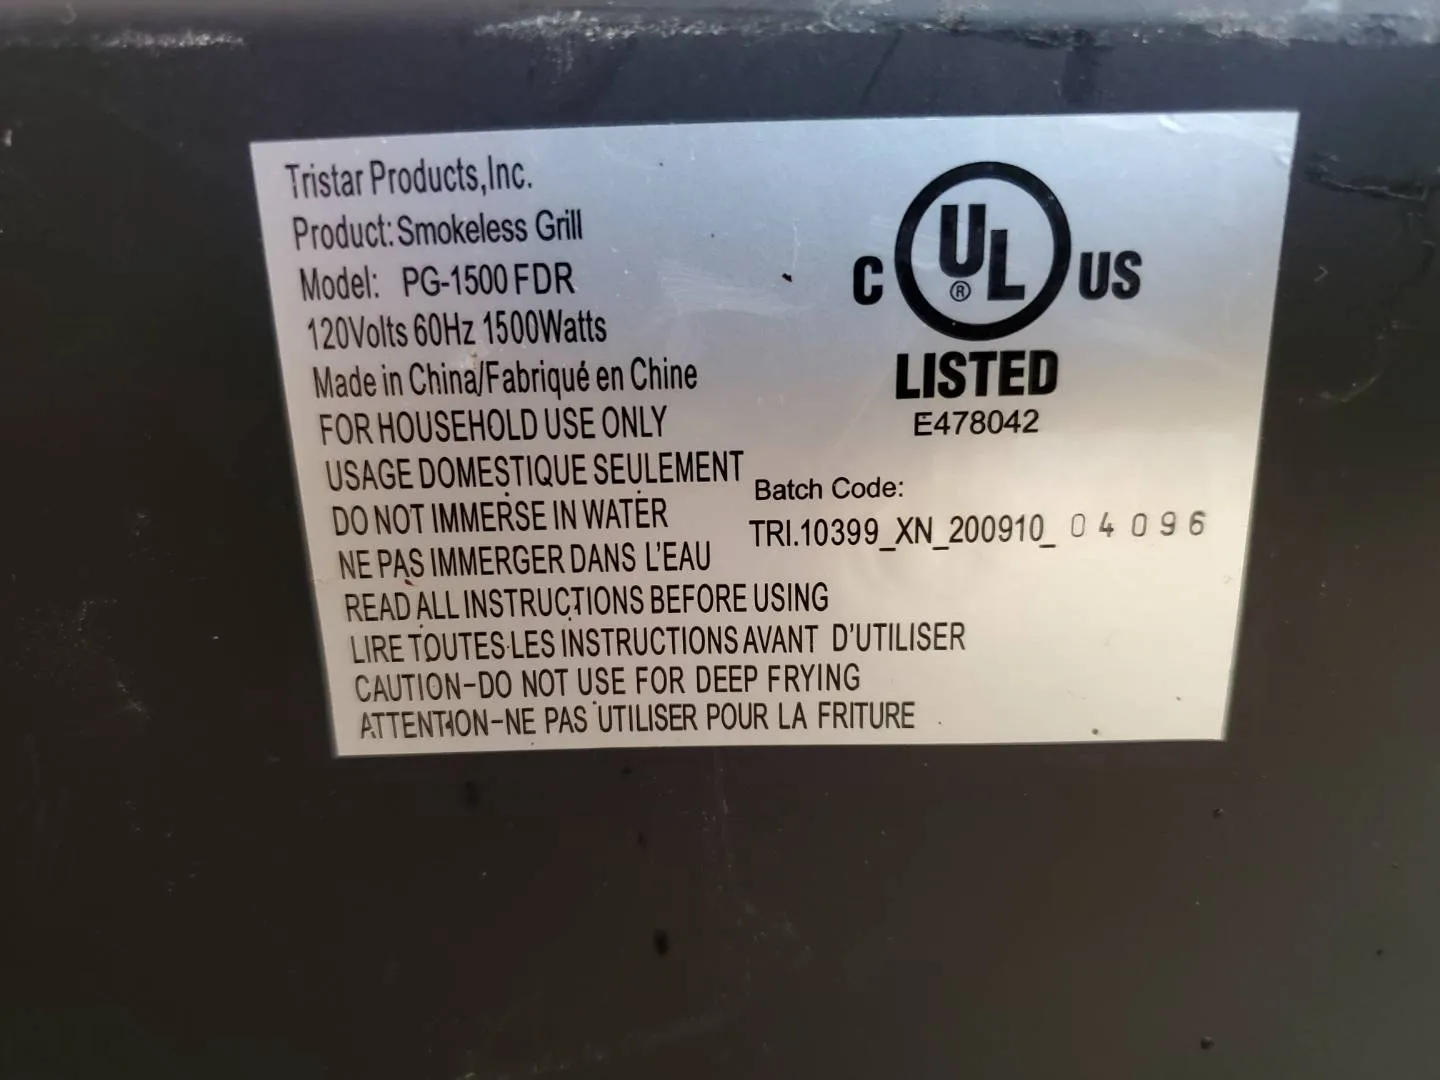 Tristar Products,Inc.
Product: Smokeless Grill
Model: PG-1500 FDR
120Volts 60Hz 1500Watts
Made in China/Fabriqué en Chine
FOR HOUSEHOLD USE ONLY
USAGE DOMESTIQUE SEULEMENT
DO NOT IMMERSE IN WATER
NE PAS IMMERGER DANS L'EAU
READ ALL INSTRUCTIONS BEFORE USING
LIRE TOUTES LES INSTRUCTIONS AVANT D'UTILISER
CAUTION-DO NOT USE FOR DEEP FRYING
ATTENTION-NE PAS UTILISER POUR LA FRITURE
C UL® US
LISTED
E478042
Batch Code:
TRI.10399_XN_200910_04096